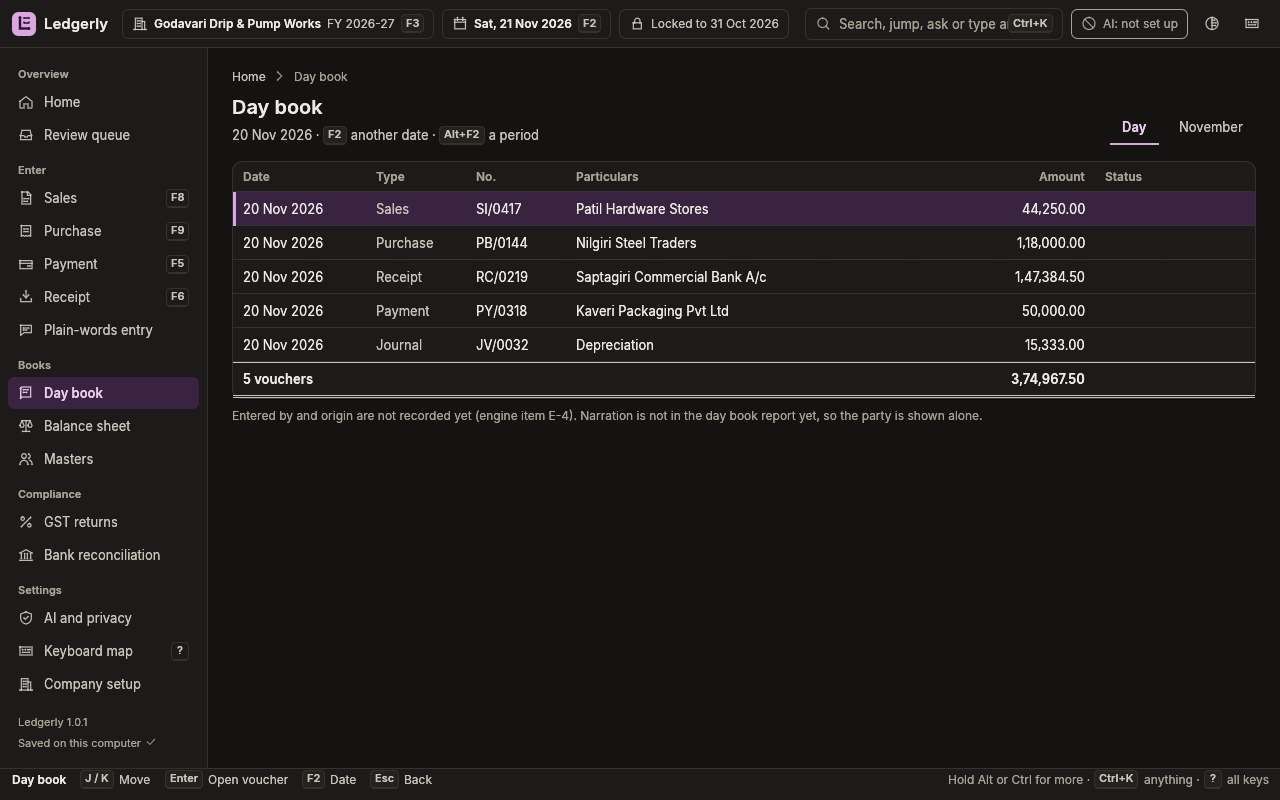 Ledgerly
Godavari Drip & Pump Works FY 2026-27 F3
Sat, 21 Nov 2026 F2
Locked to 31 Oct 2026
Search, jump, ask or type a Ctrl+K
AI: not set up
Overview
Home
Review queue
Enter
Sales F8
Purchase F9
Payment F5
Receipt F6
Plain-words entry
Books
Day book
Balance sheet
Masters
Compliance
GST returns
Bank reconciliation
Settings
AI and privacy
Keyboard map ?
Company setup
Ledgerly 1.0.1
Saved on this computer
Home Day book
Day book
20 Nov 2026 · F2 another date · Alt+F2 a period
Day November
Date Type No. Particulars Amount Status
20 Nov 2026 Sales SI/0417 Patil Hardware Stores 44,250.00
20 Nov 2026 Purchase PB/0144 Nilgiri Steel Traders 1,18,000.00
20 Nov 2026 Receipt RC/0219 Saptagiri Commercial Bank A/c 1,47,384.50
20 Nov 2026 Payment PY/0318 Kaveri Packaging Pvt Ltd 50,000.00
20 Nov 2026 Journal JV/0032 Depreciation 15,333.00
5 vouchers 3,74,967.50
Entered by and origin are not recorded yet (engine item E-4). Narration is not in the day book report yet, so the party is shown alone.
Day book J / K Move Enter Open voucher F2 Date Esc Back
Hold Alt or Ctrl for more · Ctrl+K anything · ? all keys